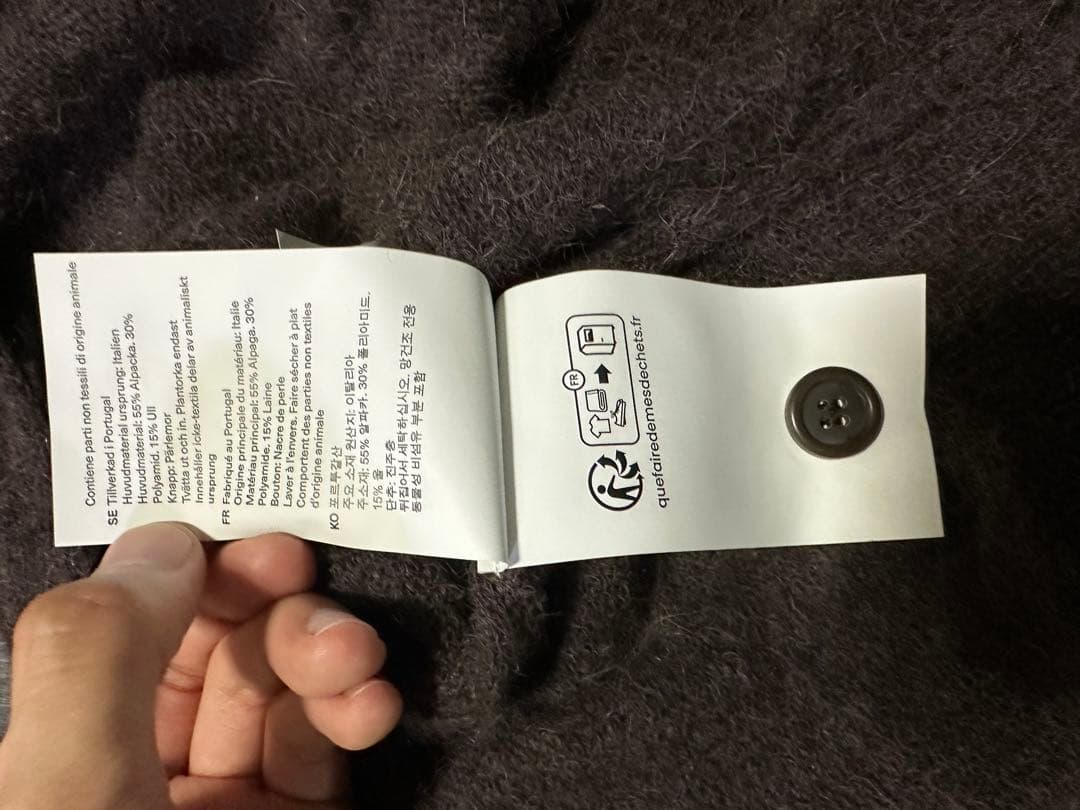 Contiene parti non tessili di origine animale
SE Tillverkad i Portugal
Huvudmaterial ursprung: Italien
Huvudmaterial: 55% Alpacka. 30%
Polyamid. 15% Ull
Knapp: Pärlemor
Tvätta ut och in. Plantorka endast
Innehåller icke-textila delar av animaliskt
ursprung
FR Fabriqué au Portugal
Origine principale du matériau: Italie
Matériau principal: 55% Alpaga. 30%
Polyamide. 15% Laine
Bouton: Nacre de perle
Laver à l'envers. Faire sécher à plat
Comportent des parties non textiles
d'origine animale
KO 포르투갈산
주요 소재 원산지: 이탈리아
주소재: 55% 알파카. 30% 폴리아미드.
15% 울
단추: 진주층
뒤집어서 세탁하십시오. 망건조 전용
동물성 비섬유 부분 포함
FR
quefairedemesdechets.fr